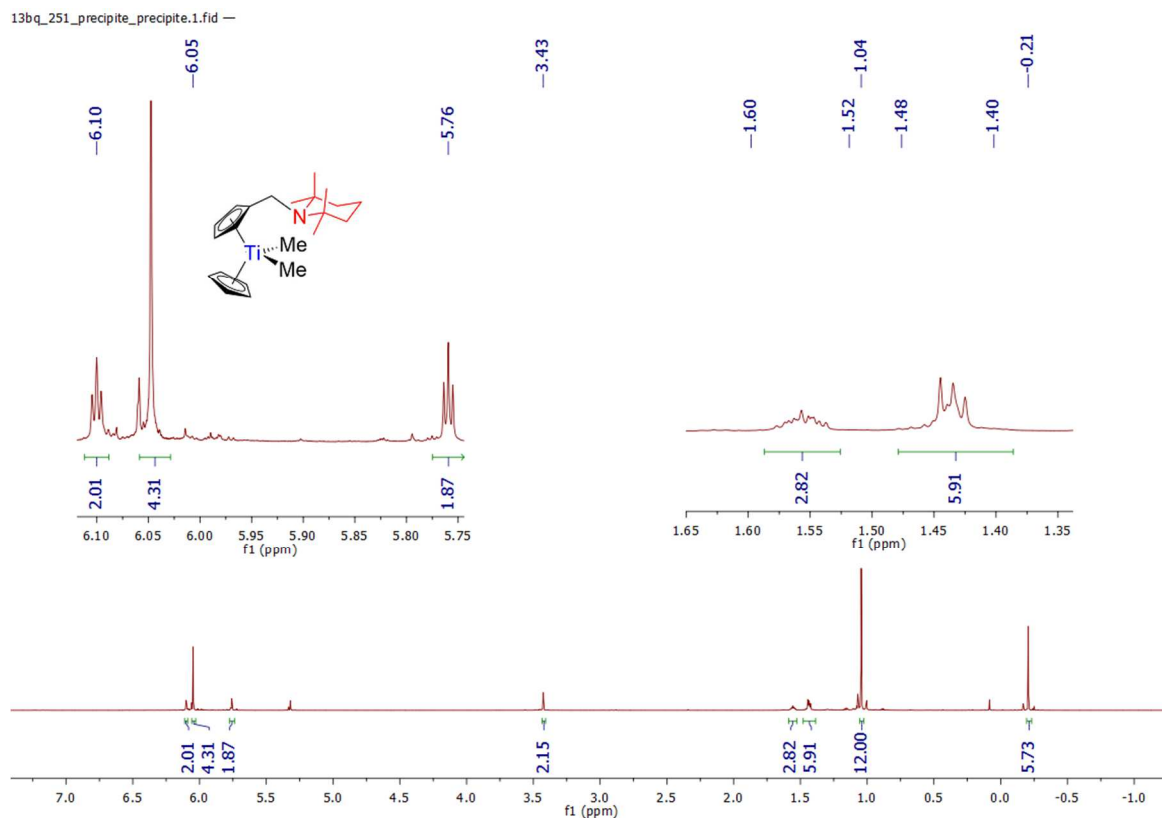 13bq_251_precipite_precipite.1.fid —
6.10
6.05
5.76
3.43
1.60
1.52
1.48
1.40
1.04
-0.21
N
Ti
Me
Me
2.01
4.31
1.87
6.10 6.05 6.00 5.95 5.90 5.85 5.80 5.75
f1 (ppm)
2.82
5.91
1.65 1.60 1.55 1.50 1.45 1.40 1.35
f1 (ppm)
2.01
4.31
1.87
2.15
2.82
5.91
12.00
5.73
7.0 6.5 6.0 5.5 5.0 4.5 4.0 3.5 3.0 2.5 2.0 1.5 1.0 0.5 0.0 -0.5 -1.0
f1 (ppm)